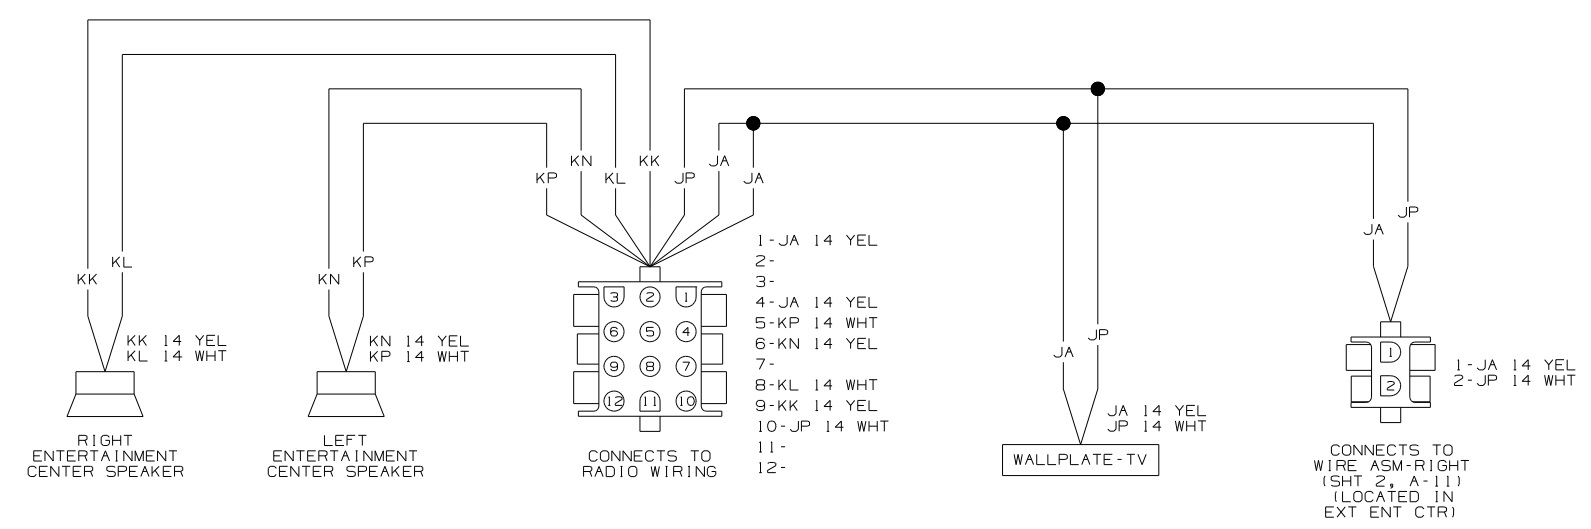 KK
KL
KN
KP
KP
KN
KL
KK
JP
JA
JA
JA
JP
JA
JP
KK 14 YEL
KL 14 WHT
RIGHT
ENTERTAINMENT
CENTER SPEAKER
KN 14 YEL
KP 14 WHT
LEFT
ENTERTAINMENT
CENTER SPEAKER
3 2 1
6 5 4
9 8 7
12 11 10
CONNECTS TO
RADIO WIRING
1-JA 14 YEL
2-
3-
4-JA 14 YEL
5-KP 14 WHT
6-KN 14 YEL
7-
8-KL 14 WHT
9-KK 14 YEL
10-JP 14 WHT
11-
12-
JA 14 YEL
JP 14 WHT
WALLPLATE-TV
1
2
1-JA 14 YEL
2-JP 14 WHT
CONNECTS TO
WIRE ASM-RIGHT
(SHT 2, A-11)
(LOCATED IN
EXT ENT CTR)